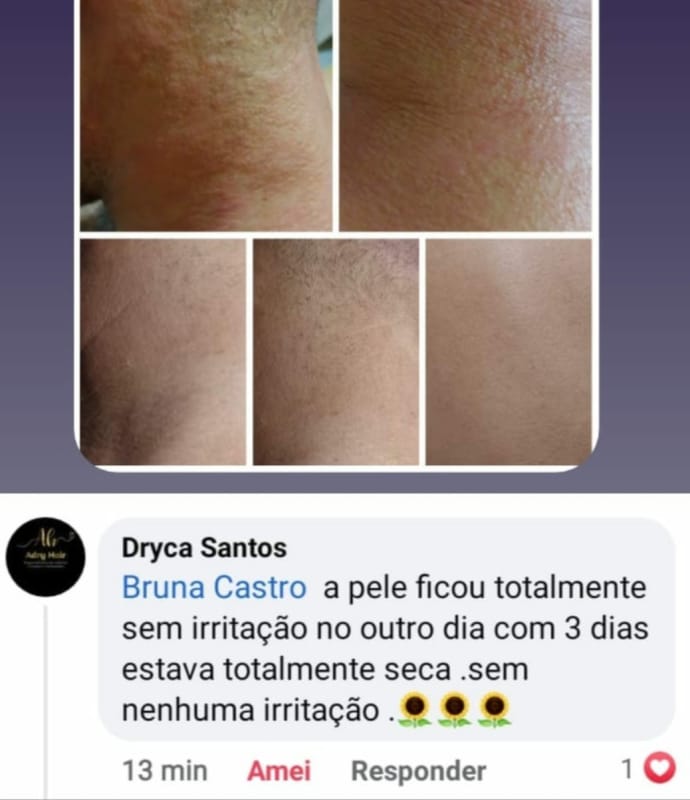 Adry Hair
Dryca Santos
Bruna Castro a pele ficou totalmente
sem irritação no outro dia com 3 dias
estava totalmente seca .sem
nenhuma irritação .🌻🌻🌻
13 min Amei Responder 1